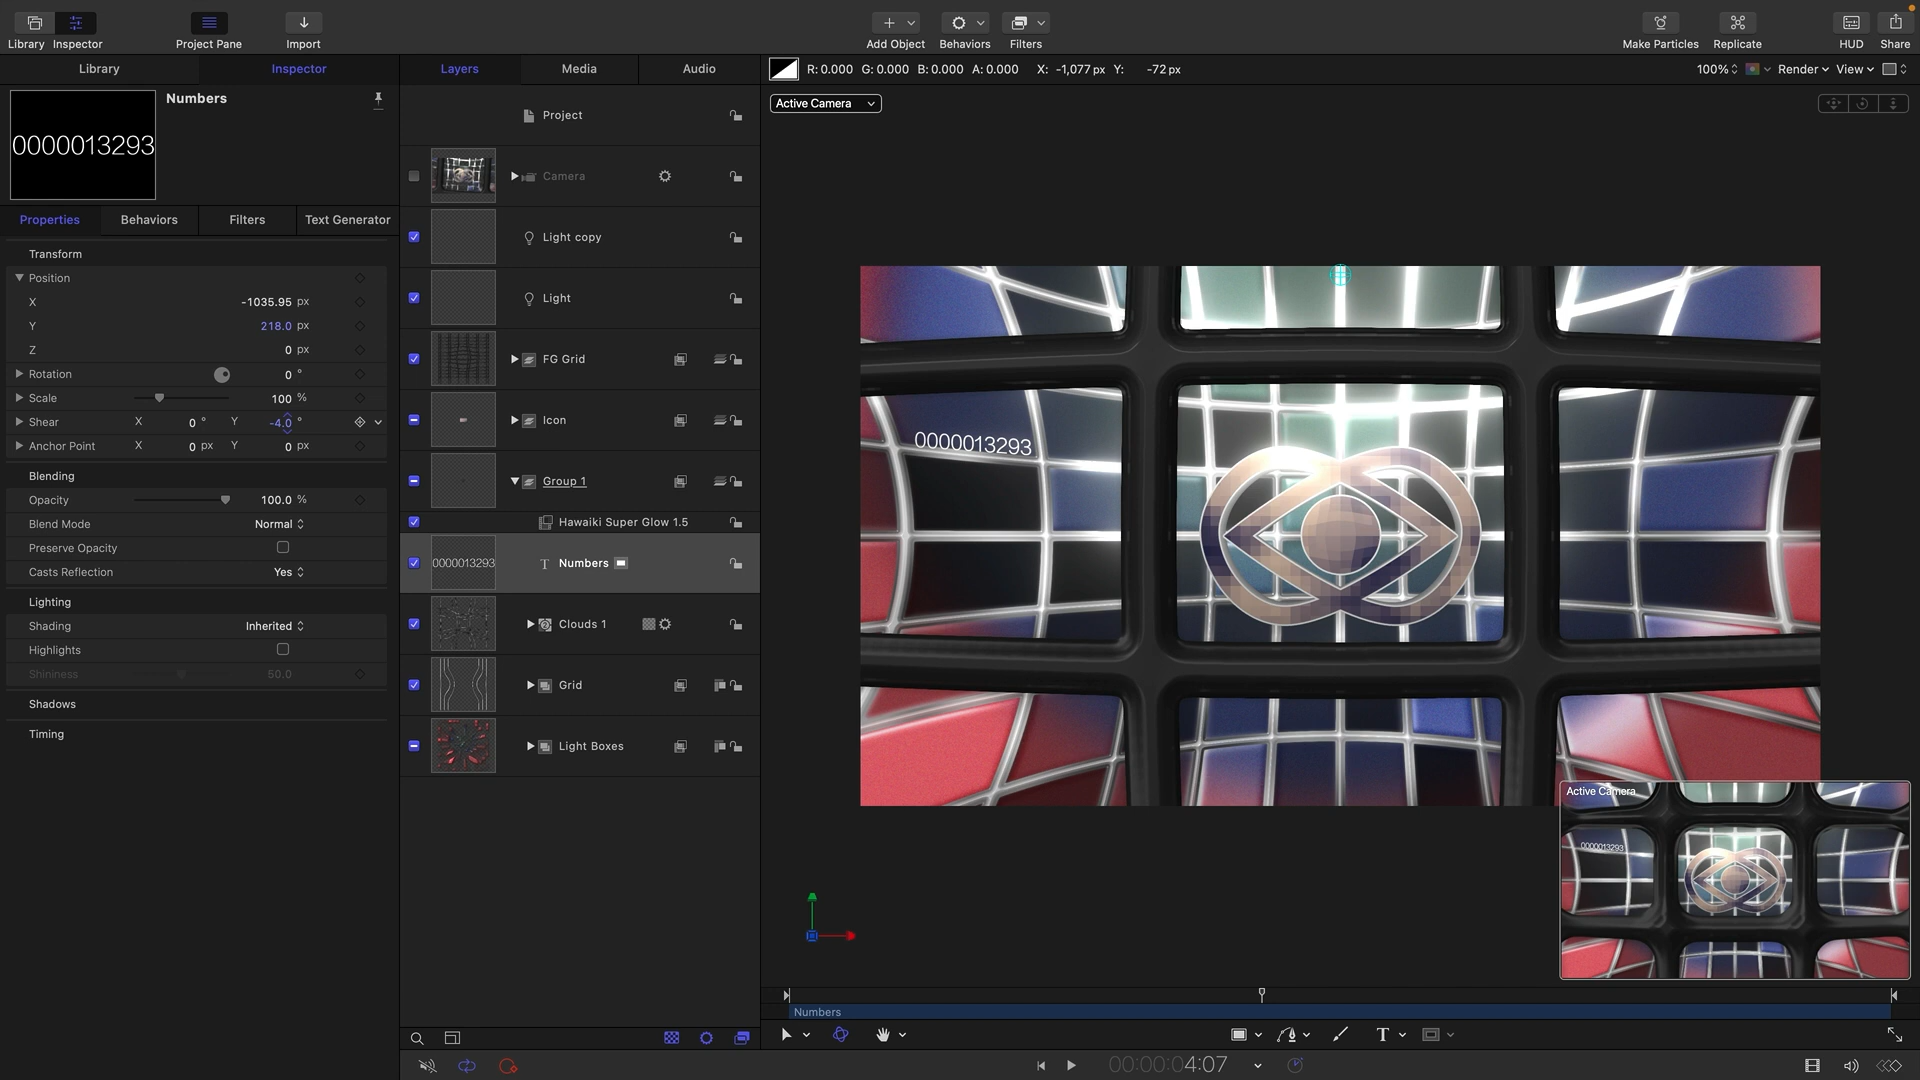 Library Inspector Project Pane Import Add Object Behaviors Filters Make Particles Replicate HUD Share
Library Inspector Layers Media Audio R: 0.000 G: 0.000 B: 0.000 A: 0.000 X: -1,077 px Y: -72 px 100% Render View
Numbers
0000013293
Properties Behaviors Filters Text Generator
Transform
Position
X -1035.95 px
Y 218.0 px
Z 0 px
Rotation 0 °
Scale 100 %
Shear X 0 ° Y -4.0 °
Anchor Point X 0 px Y 0 px
Blending
Opacity 100.0 %
Blend Mode Normal
Preserve Opacity
Casts Reflection Yes
Lighting
Shading Inherited
Highlights
Shininess 50.0
Shadows
Timing
Project
Camera
Light copy
Light
FG Grid
Icon
Group 1
Hawaiki Super Glow 1.5
0000013293 T Numbers
Clouds 1
Grid
Light Boxes
Active Camera
0000013293
Active Camera
0000013293
Numbers
T
00:00:04:07